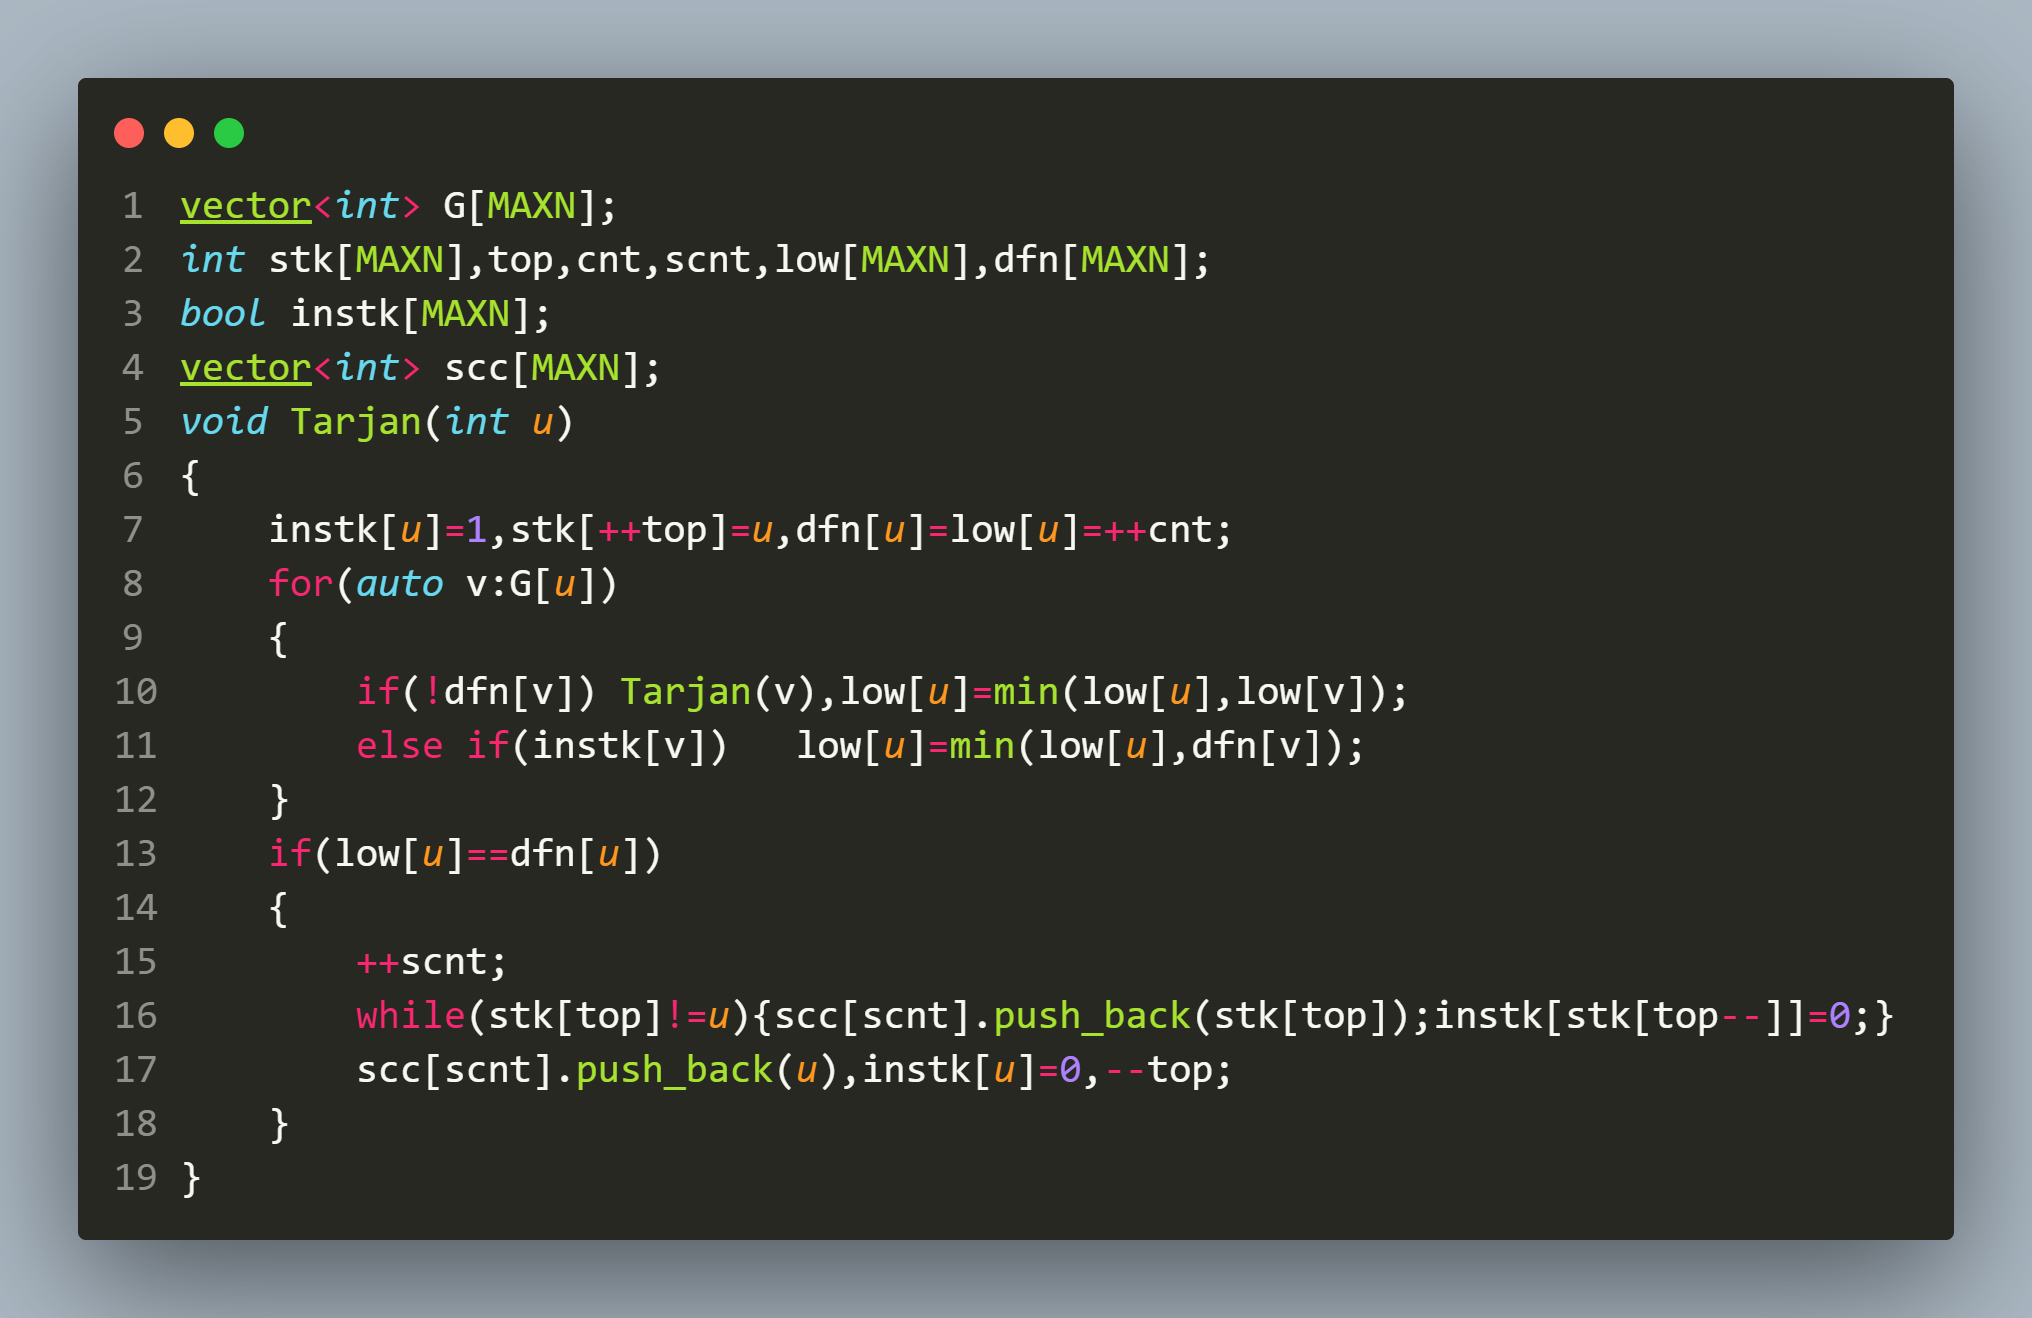 1 vector<int> G[MAXN];
2 int stk[MAXN],top,cnt,scnt,low[MAXN],dfn[MAXN];
3 bool instk[MAXN];
4 vector<int> scc[MAXN];
5 void Tarjan(int u)
6 {
7     instk[u]=1,stk[++top]=u,dfn[u]=low[u]=++cnt;
8     for(auto v:G[u])
9     {
10         if(!dfn[v]) Tarjan(v),low[u]=min(low[u],low[v]);
11         else if(instk[v])   low[u]=min(low[u],dfn[v]);
12     }
13     if(low[u]==dfn[u])
14     {
15         ++scnt;
16         while(stk[top]!=u){scc[scnt].push_back(stk[top]);instk[stk[top--]]=0;}
17         scc[scnt].push_back(u),instk[u]=0,--top;
18     }
19 }